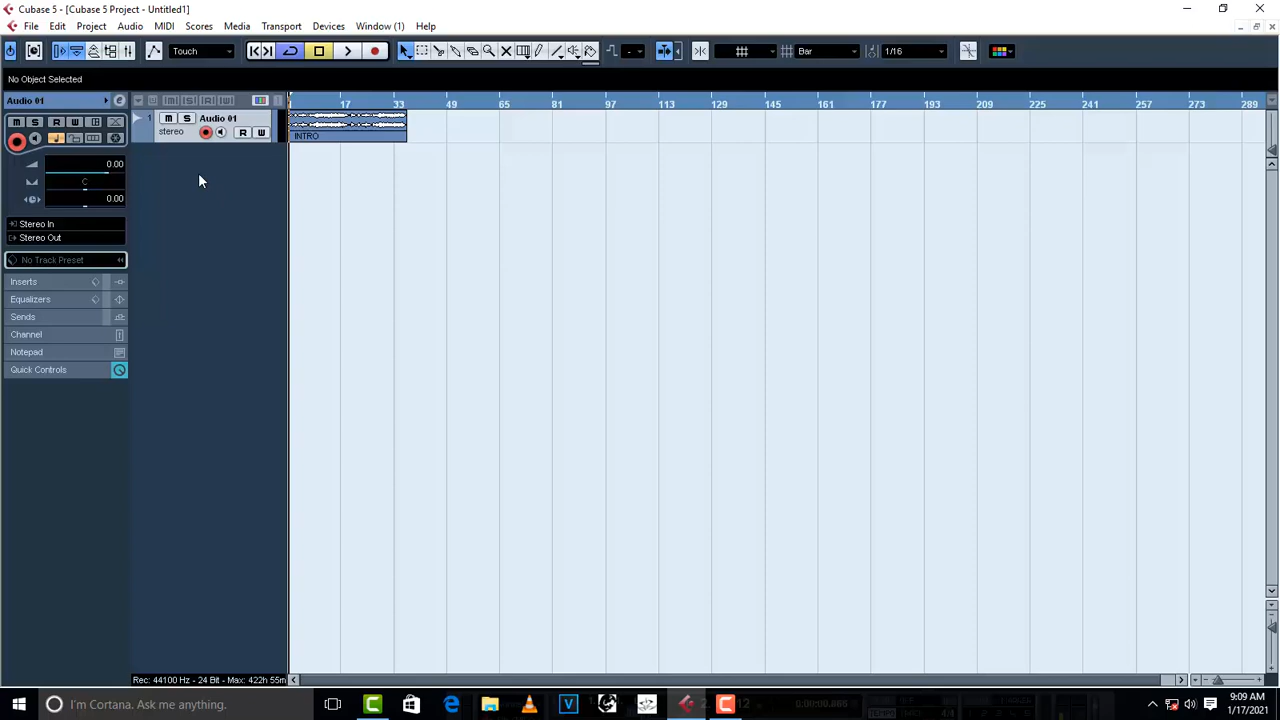 Cubase 5 - [Cubase 5 Project - Untitled1]
File Edit Project Audio MIDI Scores Media Transport Devices Window (1) Help
Touch - Bar 1/16
No Object Selected
Audio 01 e m S R W 17 33 49 65 81 97 113 129 145 161 177 193 209 225 241 257 273 289
m S R W 1 m S Audio 01
stereo R W INTRO
0.00
C
0.00
Stereo In
Stereo Out
No Track Preset
Inserts
Equalizers
Sends
Channel
Notepad
Quick Controls
Rec: 44100 Hz - 24 Bit - Max: 422h 55m
I'm Cortana. Ask me anything. 9:09 AM
1/17/2021